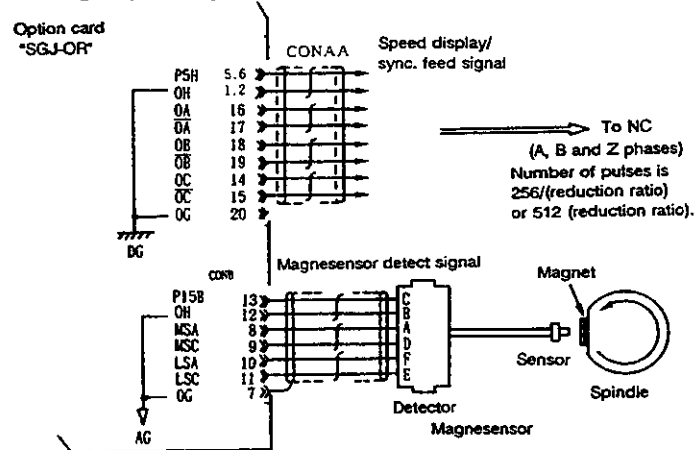 Option card
"SGJ-OR"
CONAA
Speed display/
sync. feed signal
P5H 5.6
OH 1.2
OA 16
O̅A̅ 17
OB 18
O̅B̅ 19
OC 14
O̅C̅ 15
OG 20
DG
To NC
(A, B and Z phases)
Number of pulses is
256/(reduction ratio)
or 512 (reduction ratio).
CONB
Magnesensor detect signal
P15B 13 C
OH 12 B
MSA 8 A
MSC 9 D
LSA 10 F
LSC 11 E
OG 7
AG
Detector
Magnesensor
Magnet
Sensor
Spindle